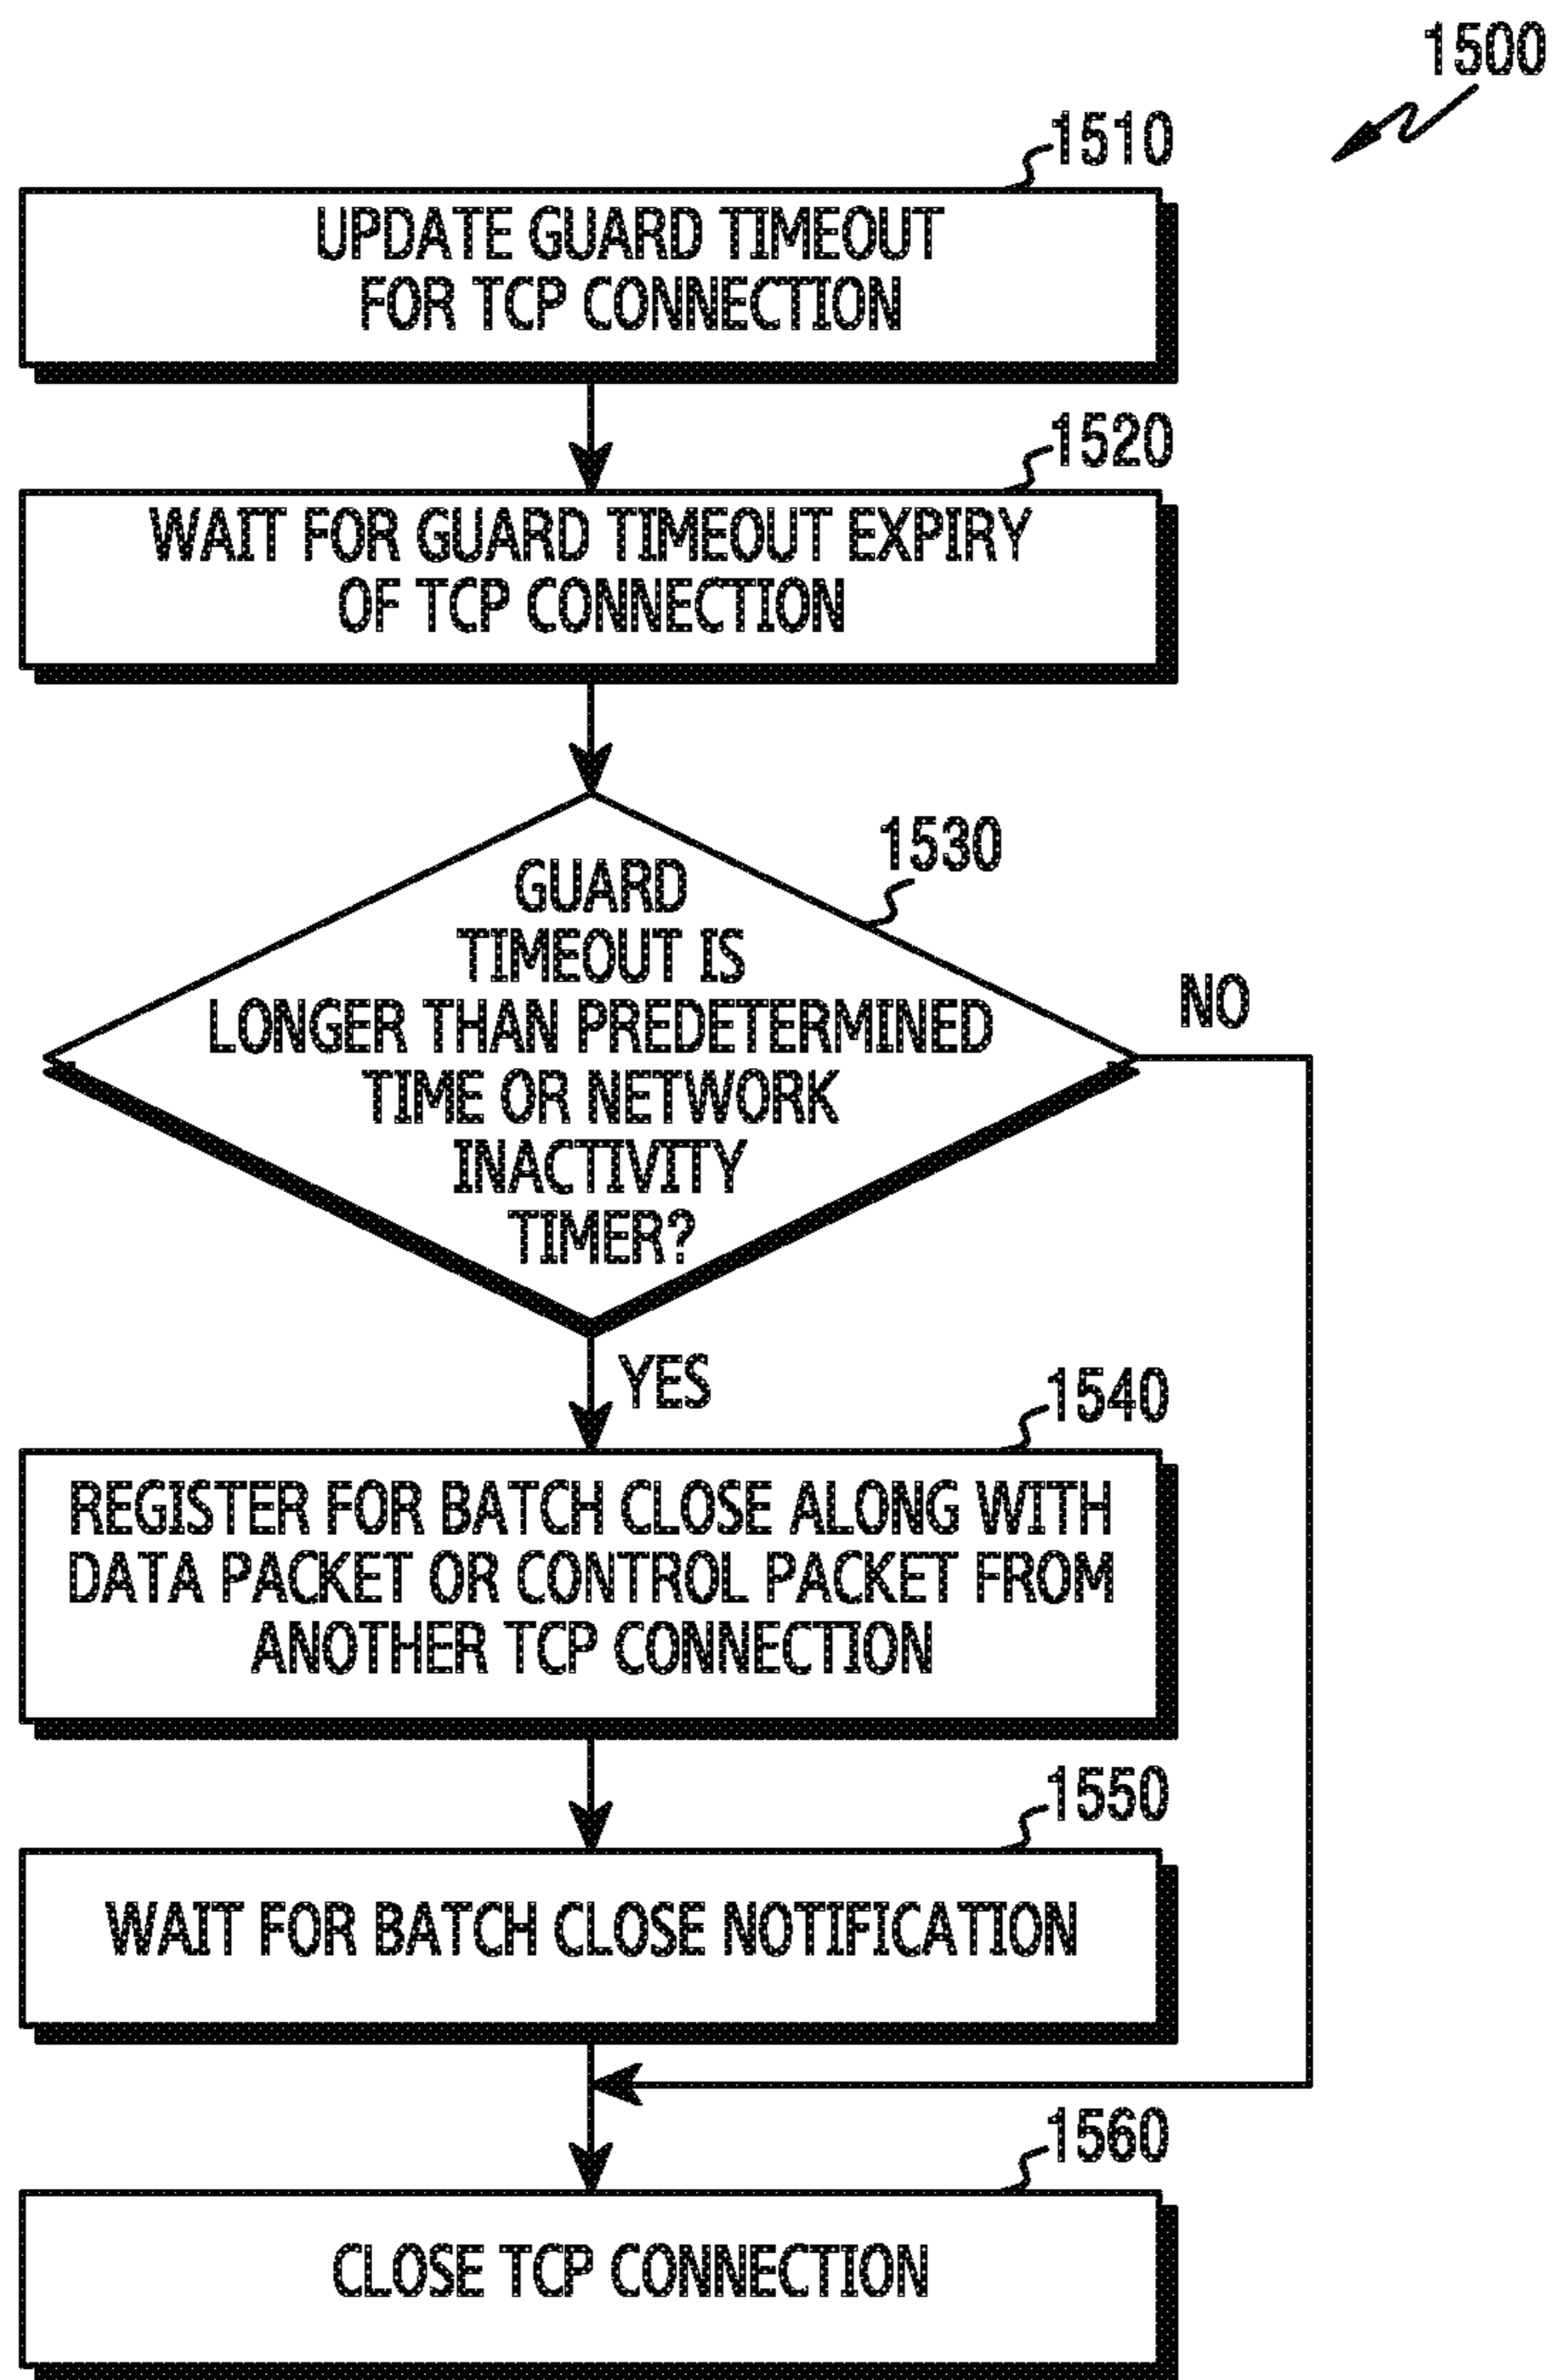 1500
1510
UPDATE GUARD TIMEOUT
FOR TCP CONNECTION
1520
WAIT FOR GUARD TIMEOUT EXPIRY
OF TCP CONNECTION
1530
GUARD
TIMEOUT IS
LONGER THAN PREDETERMINED
TIME OR NETWORK
INACTIVITY
TIMER?
NO
YES
1540
REGISTER FOR BATCH CLOSE ALONG WITH
DATA PACKET OR CONTROL PACKET FROM
ANOTHER TCP CONNECTION
1550
WAIT FOR BATCH CLOSE NOTIFICATION
1560
CLOSE TCP CONNECTION